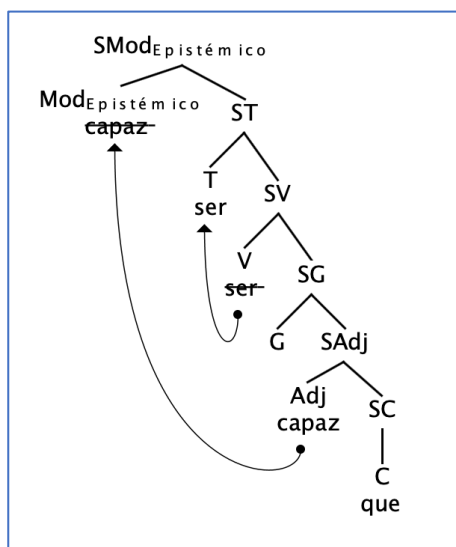 SModEpistémico
ModEpistémico
capaz
ST
T
ser
SV
V
ser
SG
G
SAdj
Adj
capaz
SC
C
que